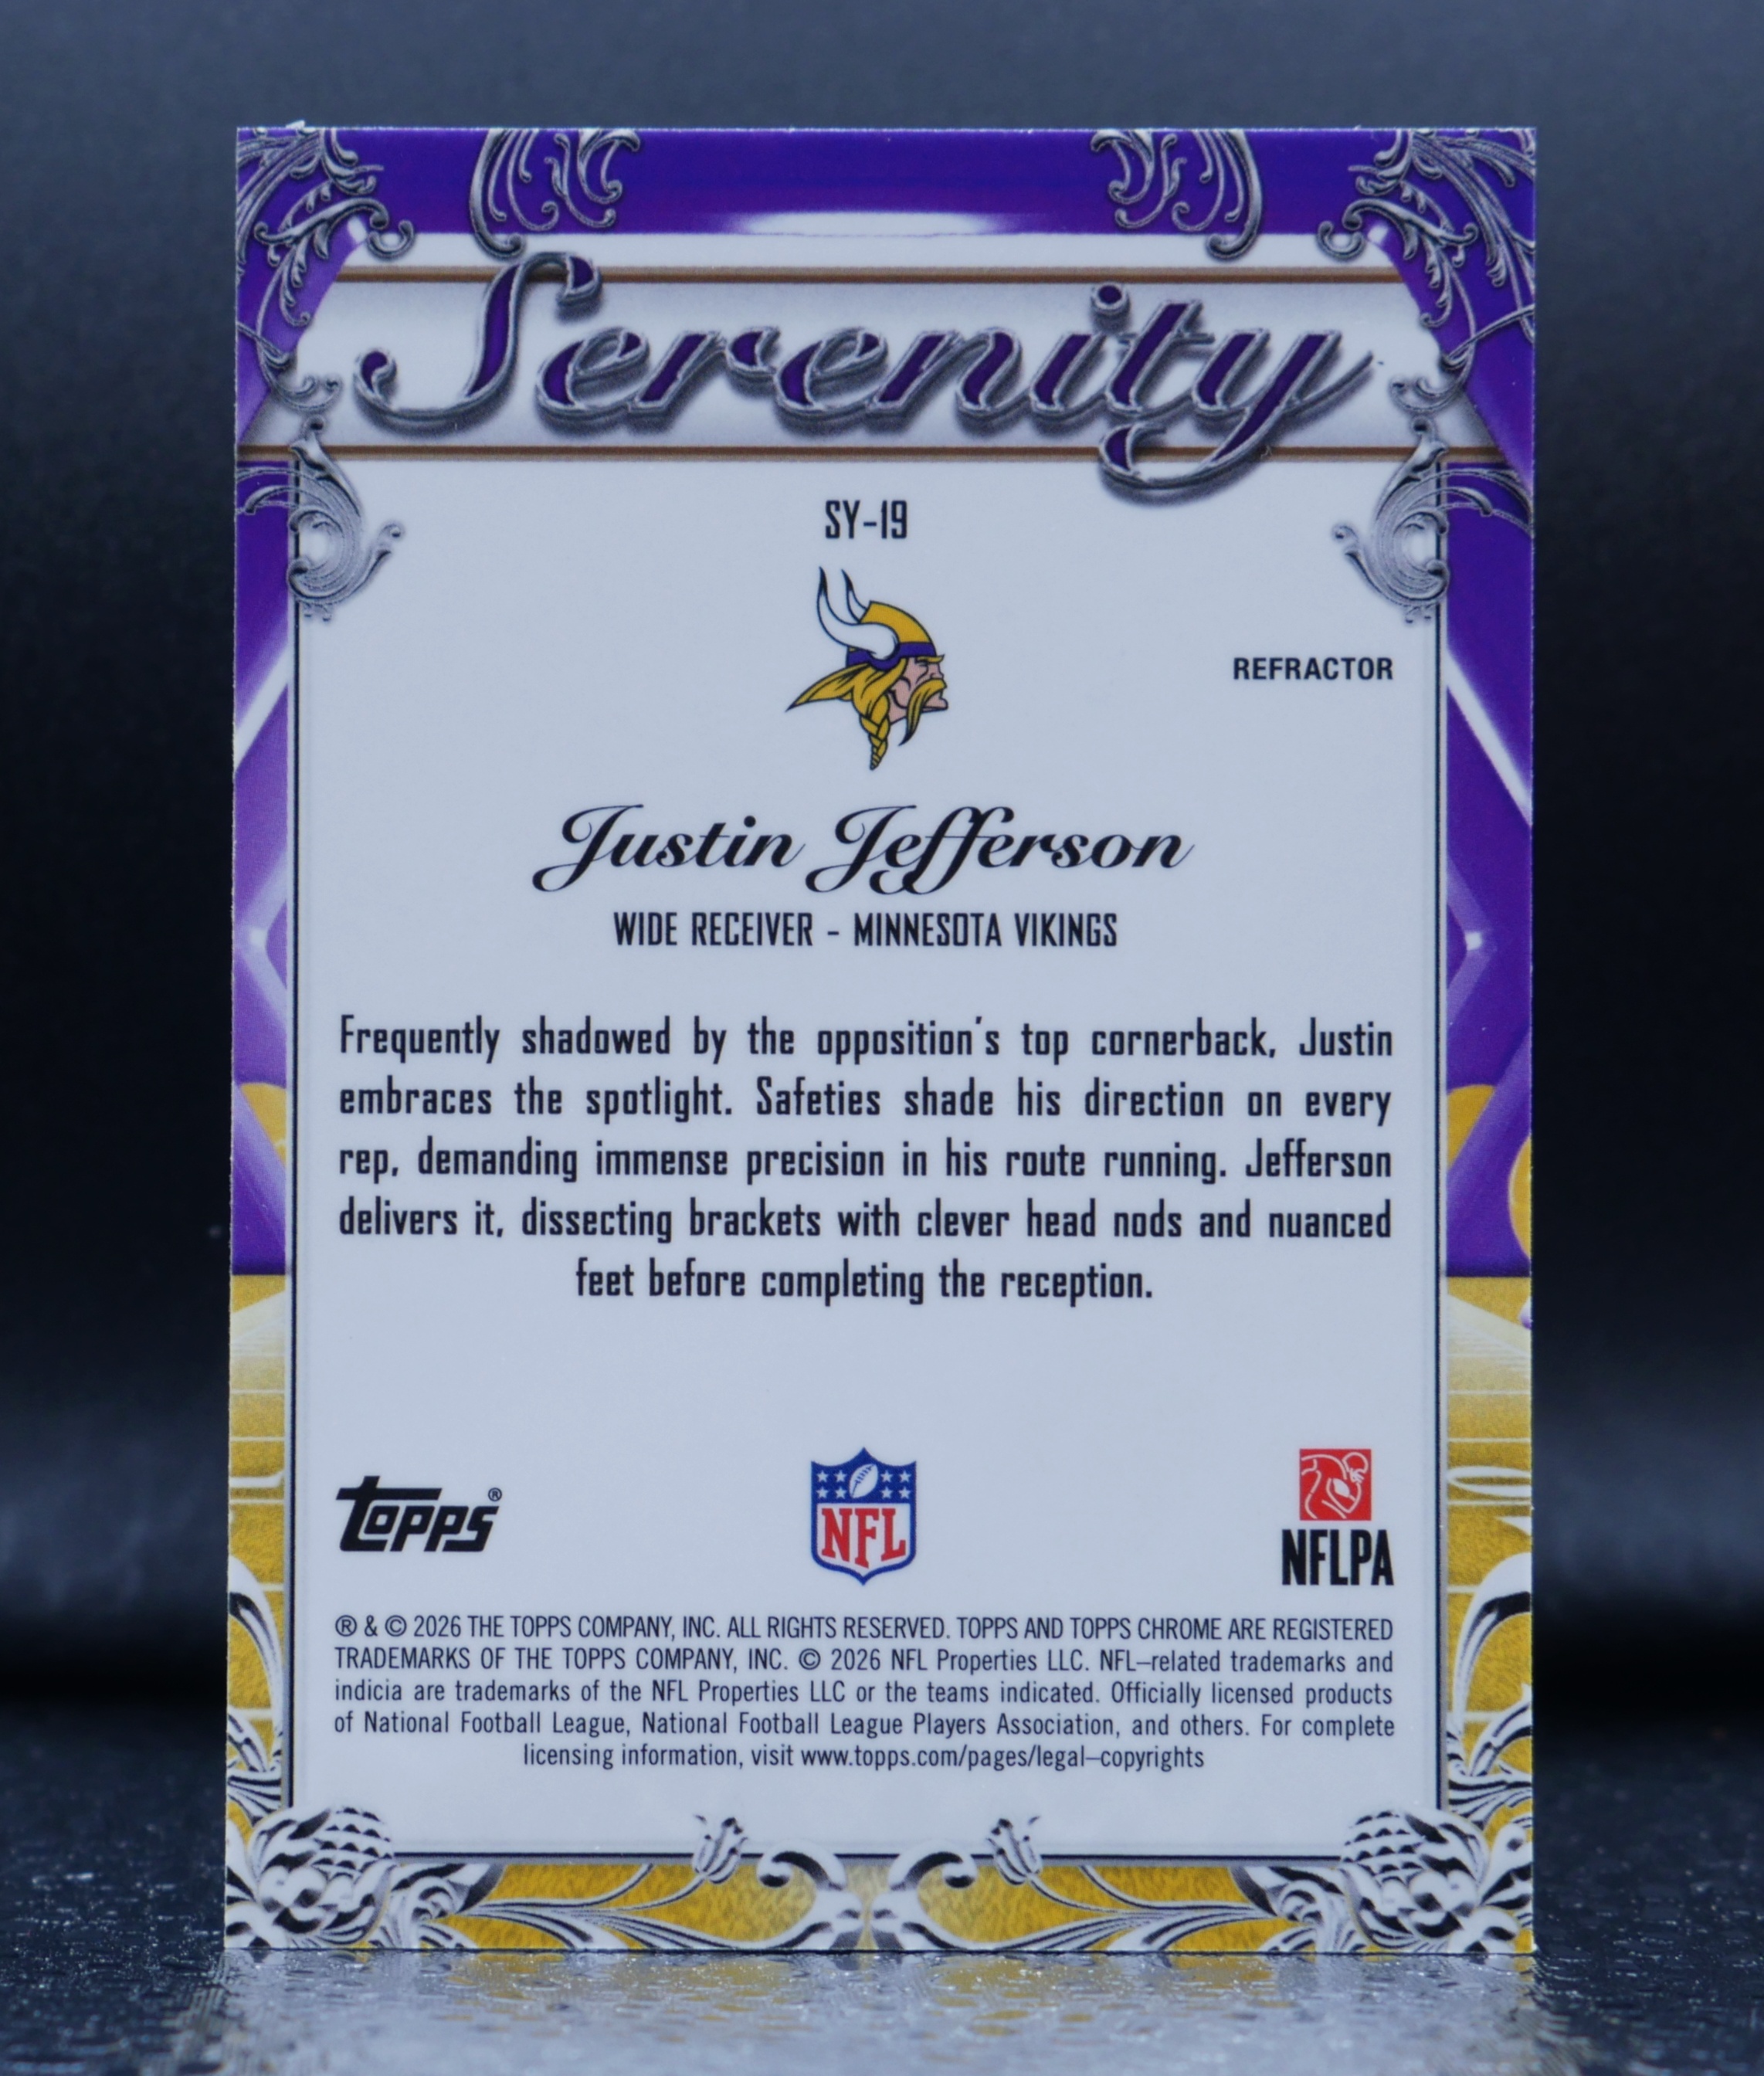 Serenity
SY-19
REFRACTOR
Justin Jefferson
WIDE RECEIVER - MINNESOTA VIKINGS
Frequently shadowed by the opposition's top cornerback, Justin
embraces the spotlight. Safeties shade his direction on every
rep, demanding immense precision in his route running. Jefferson
delivers it, dissecting brackets with clever head nods and nuanced
feet before completing the reception.
TOPPS®
NFL
NFLPA
® & © 2026 THE TOPPS COMPANY, INC. ALL RIGHTS RESERVED. TOPPS AND TOPPS CHROME ARE REGISTERED
TRADEMARKS OF THE TOPPS COMPANY, INC. © 2026 NFL Properties LLC. NFL–related trademarks and
indicia are trademarks of the NFL Properties LLC or the teams indicated. Officially licensed products
of National Football League, National Football League Players Association, and others. For complete
licensing information, visit www.topps.com/pages/legal–copyrights